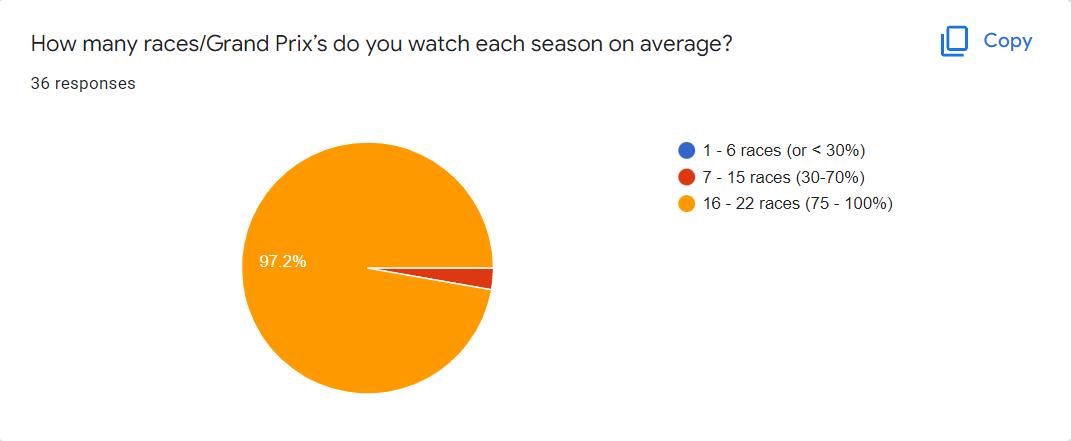 How many races/Grand Prix’s do you watch each season on average?
Copy
36 responses
1 - 6 races (or < 30%)
7 - 15 races (30-70%)
16 - 22 races (75 - 100%)
97.2%